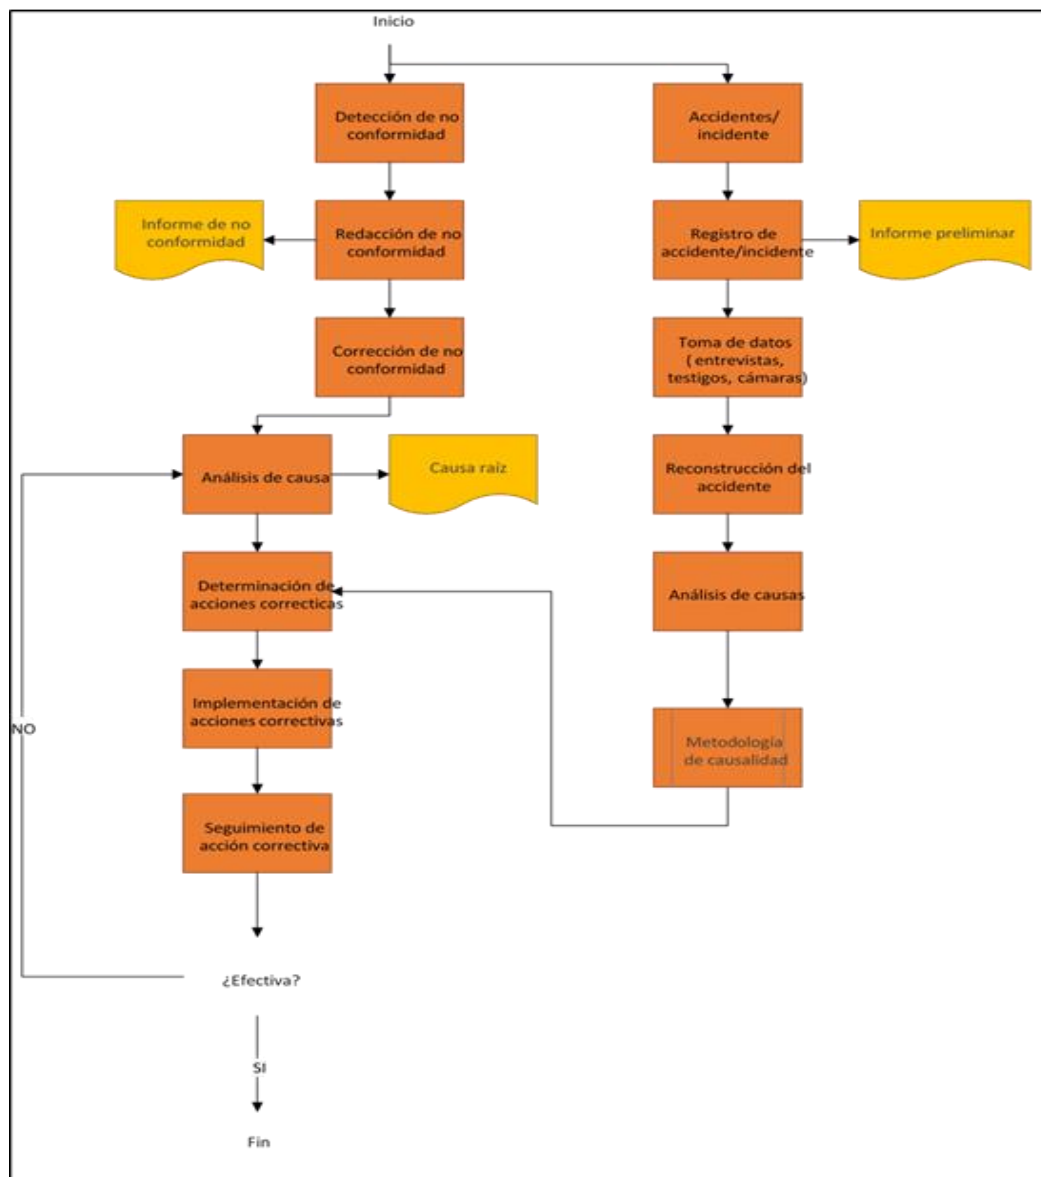 Inicio
Detección de no
conformidad
Accidentes/
incidente
Informe de no
conformidad
Redacción de no
conformidad
Registro de
accidente/incidente
Informe preliminar
Corrección de no
conformidad
Toma de datos
( entrevistas,
testigos, cámaras)
Análisis de causa
Causa raíz
Reconstrucción del
accidente
Determinación de
acciones correcticas
Análisis de causas
Implementación de
acciones correctivas
NO
Metodología
de causalidad
Seguimiento de
acción correctiva
¿Efectiva?
SI
Fin